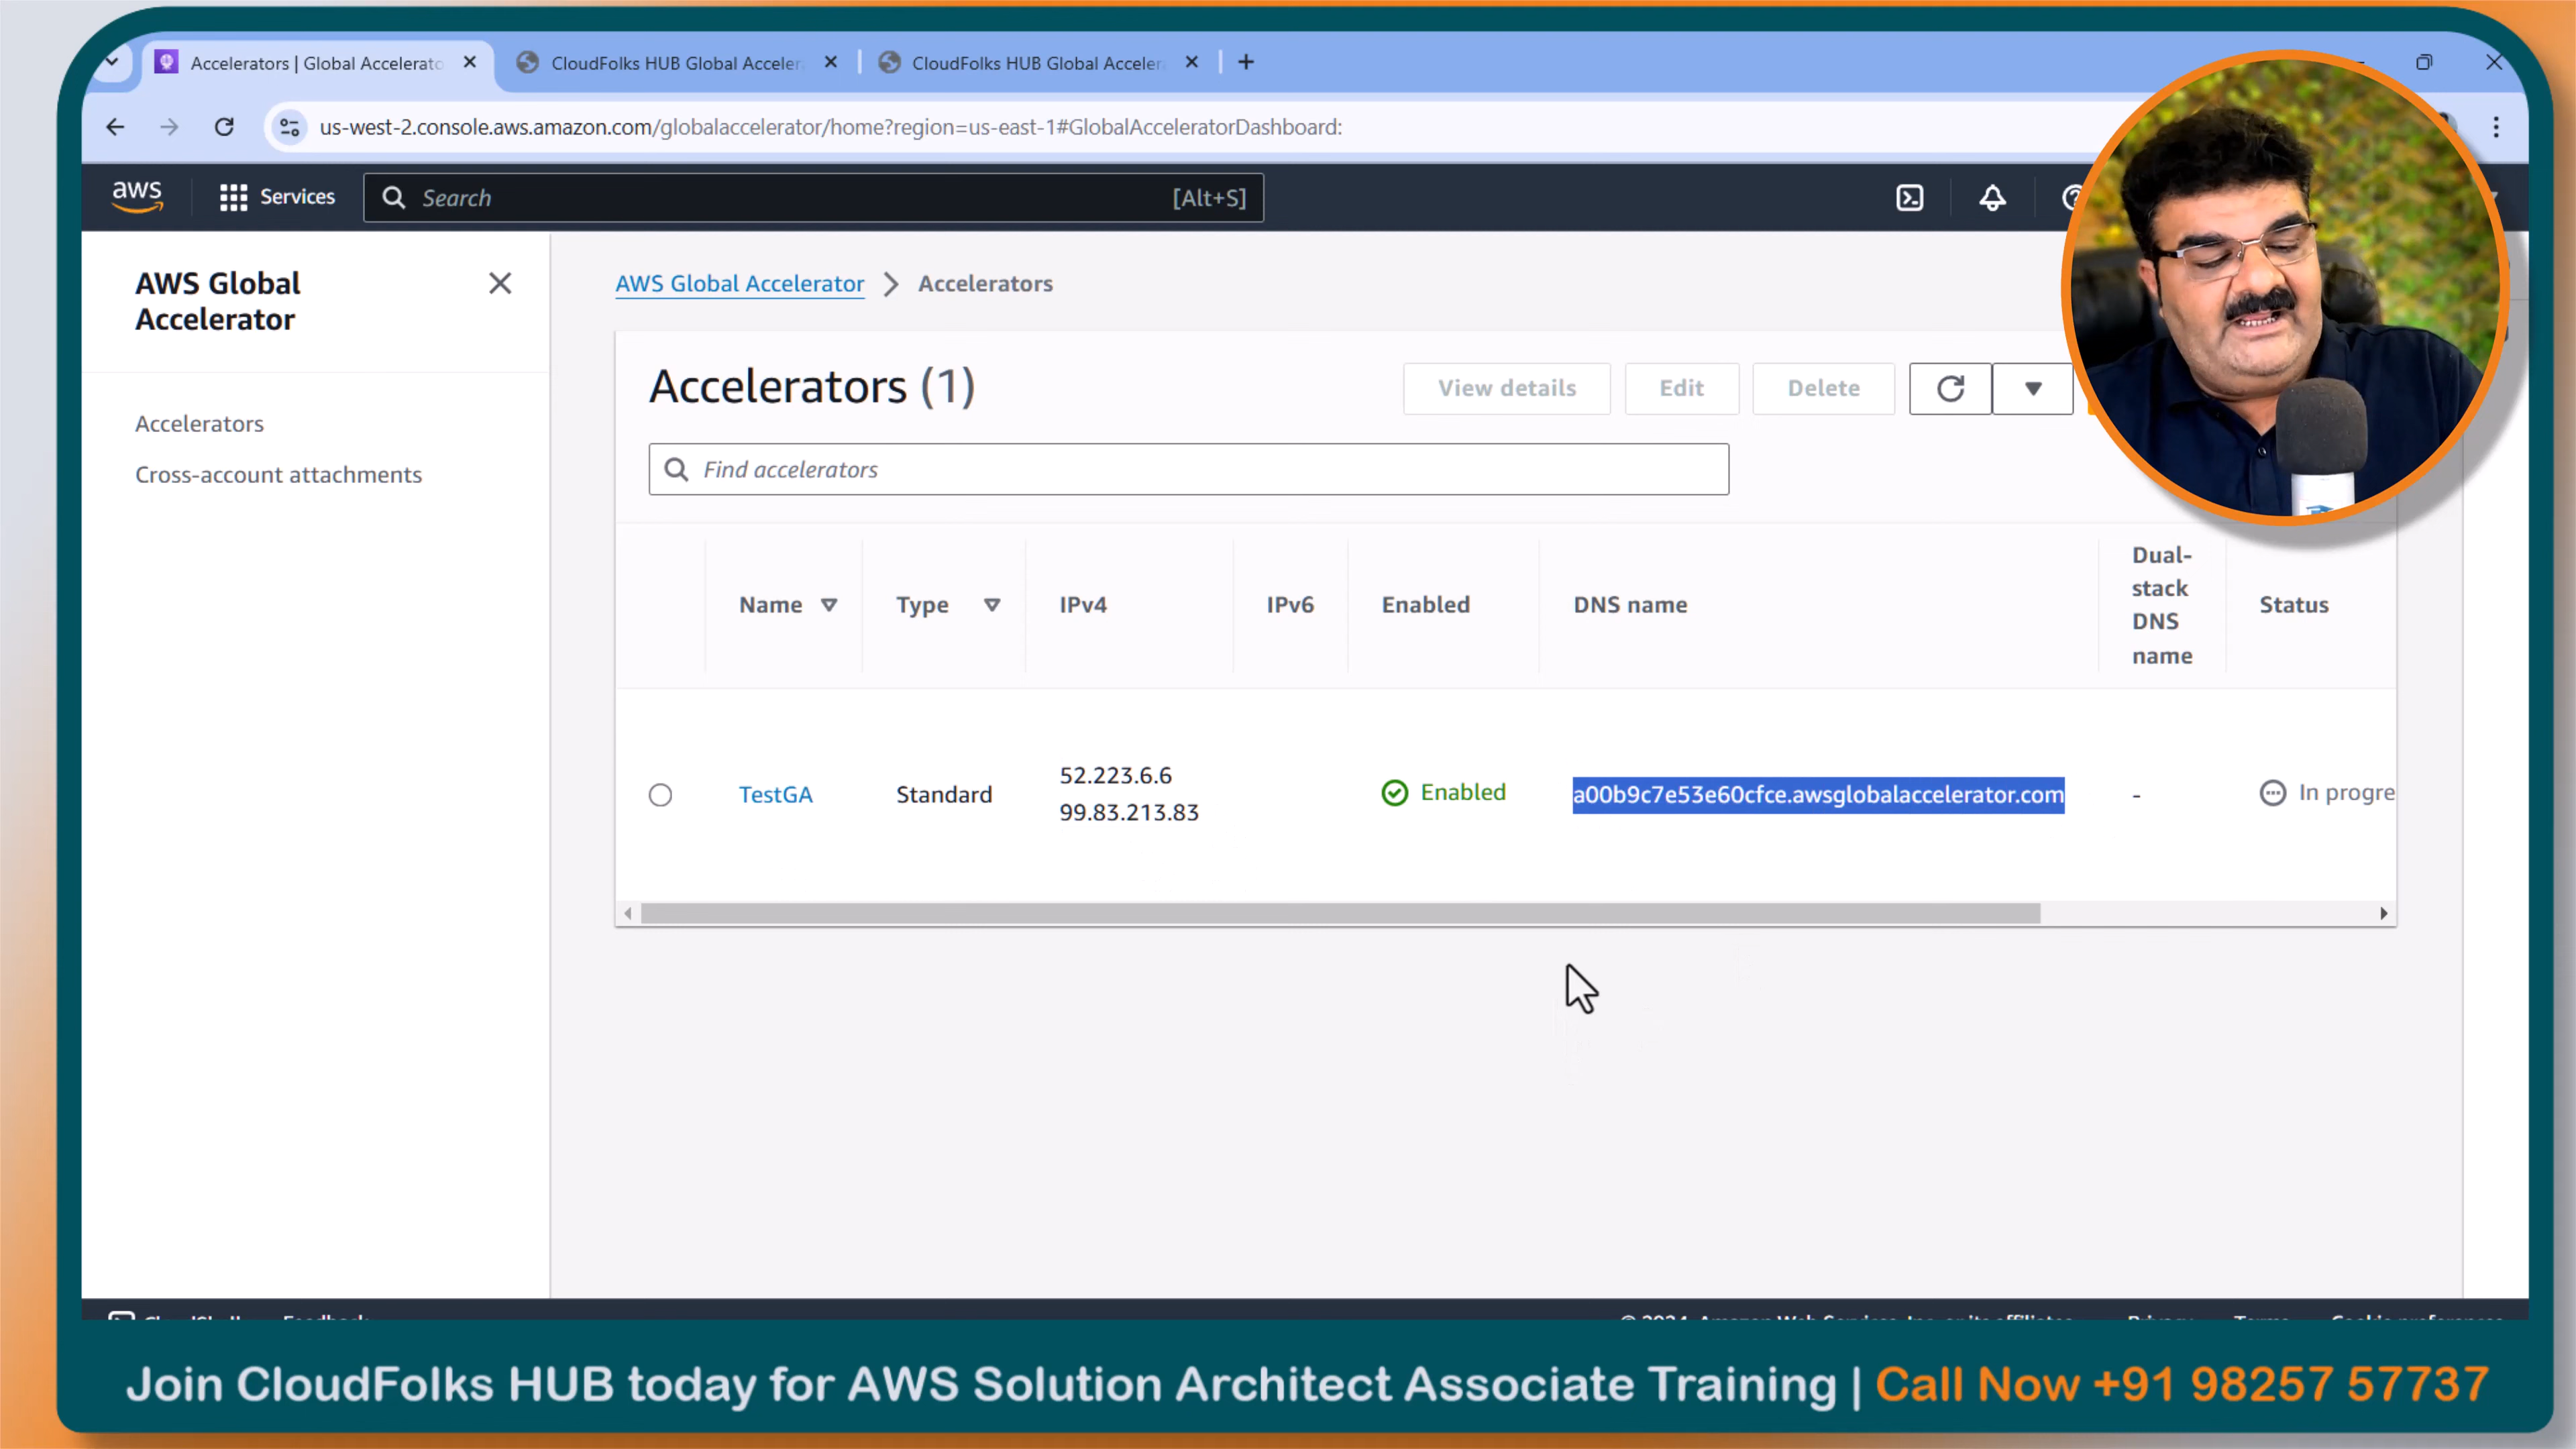 Accelerators | Global Accelerato
CloudFolks HUB Global Acceler
CloudFolks HUB Global Acceler
us-west-2.console.aws.amazon.com/globalaccelerator/home?region=us-east-1#GlobalAcceleratorDashboard:
aws
Services
Search
[Alt+S]
AWS Global
Accelerator
Accelerators
Cross-account attachments
AWS Global Accelerator
Accelerators
Accelerators (1)
View details
Edit
Delete
Find accelerators
Name
Type
IPv4
IPv6
Enabled
DNS name
Dual-
stack
DNS
name
Status
TestGA
Standard
52.223.6.6
99.83.213.83
Enabled
a00b9c7e53e60cfce.awsglobalaccelerator.com
-
In progre
Join CloudFolks HUB today for AWS Solution Architect Associate Training | Call Now +91 98257 57737